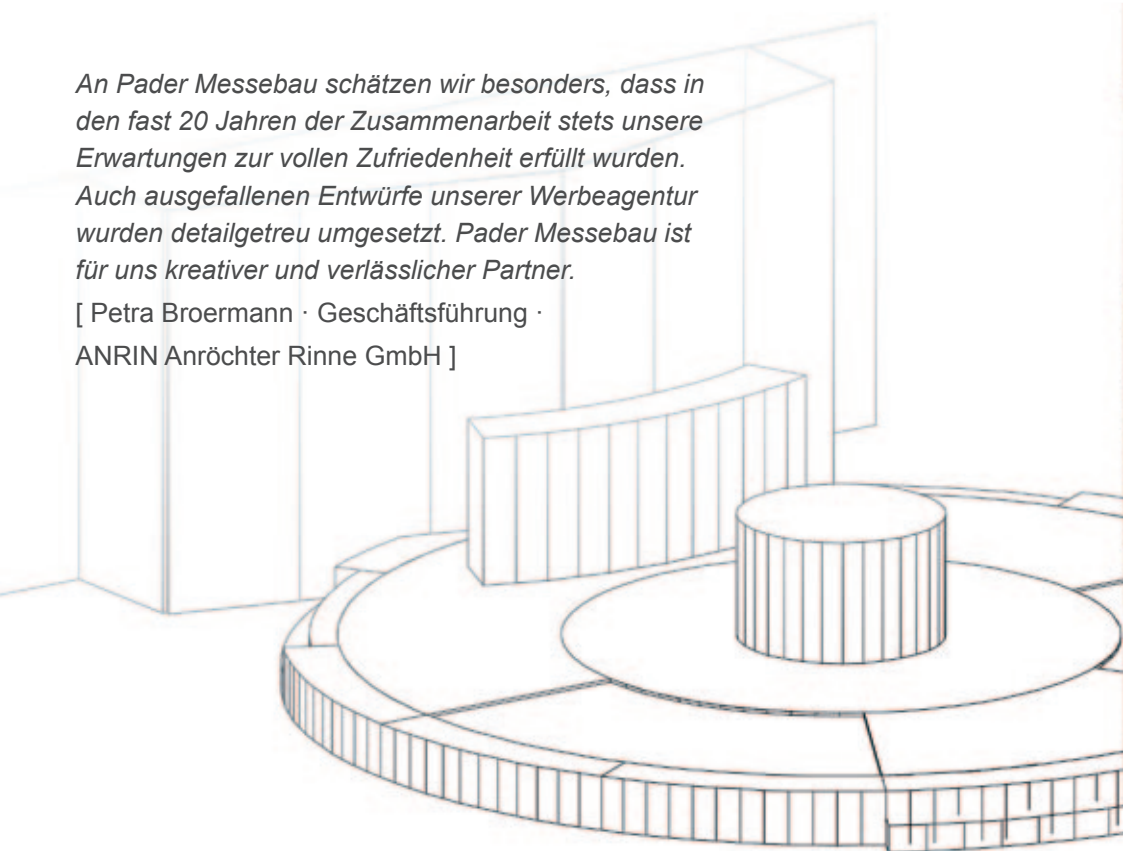 An Pader Messebau schätzen wir besonders, dass in
den fast 20 Jahren der Zusammenarbeit stets unsere
Erwartungen zur vollen Zufriedenheit erfüllt wurden.
Auch ausgefallenen Entwürfe unserer Werbeagentur
wurden detailgetreu umgesetzt. Pader Messebau ist
für uns kreativer und verlässlicher Partner.
[ Petra Broermann · Geschäftsführung ·
ANRIN Anröchter Rinne GmbH ]